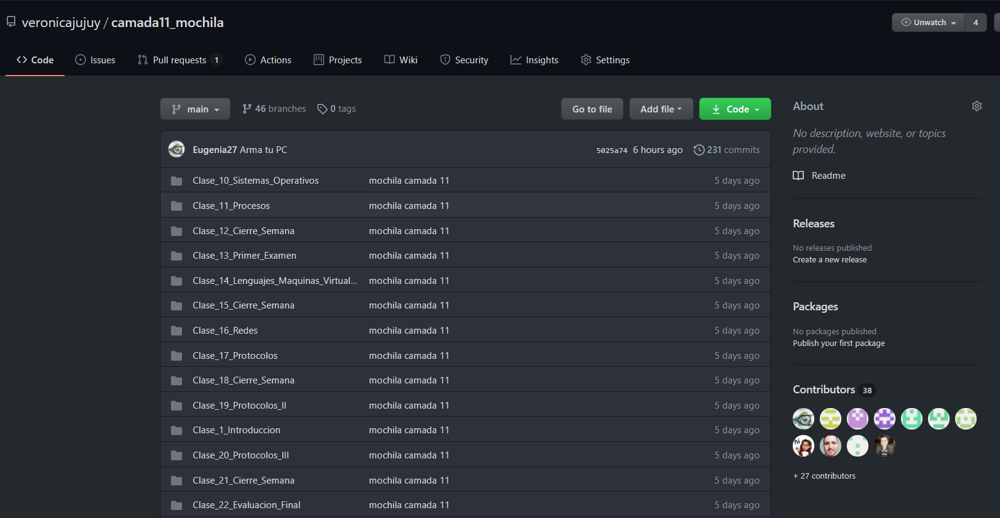 veronicajujuy / camada11_mochila
Unwatch 4
Code Issues Pull requests 1 Actions Projects Wiki Security Insights Settings
main 46 branches 0 tags Go to file Add file Code
Eugenia27 Arma tu PC 5025a74 6 hours ago 231 commits
Clase_10_Sistemas_Operativos mochila camada 11 5 days ago
Clase_11_Procesos mochila camada 11 5 days ago
Clase_12_Cierre_Semana mochila camada 11 5 days ago
Clase_13_Primer_Examen mochila camada 11 5 days ago
Clase_14_Lenguajes_Maquinas_Virtual... mochila camada 11 5 days ago
Clase_15_Cierre_Semana mochila camada 11 5 days ago
Clase_16_Redes mochila camada 11 5 days ago
Clase_17_Protocolos mochila camada 11 5 days ago
Clase_18_Cierre_Semana mochila camada 11 5 days ago
Clase_19_Protocolos_II mochila camada 11 5 days ago
Clase_1_Introduccion mochila camada 11 5 days ago
Clase_20_Protocolos_III mochila camada 11 5 days ago
Clase_21_Cierre_Semana mochila camada 11 5 days ago
Clase_22_Evaluacion_Final mochila camada 11 5 days ago
About
No description, website, or topics
provided.
Readme
Releases
No releases published
Create a new release
Packages
No packages published
Publish your first package
Contributors 38
hi
+ 27 contributors